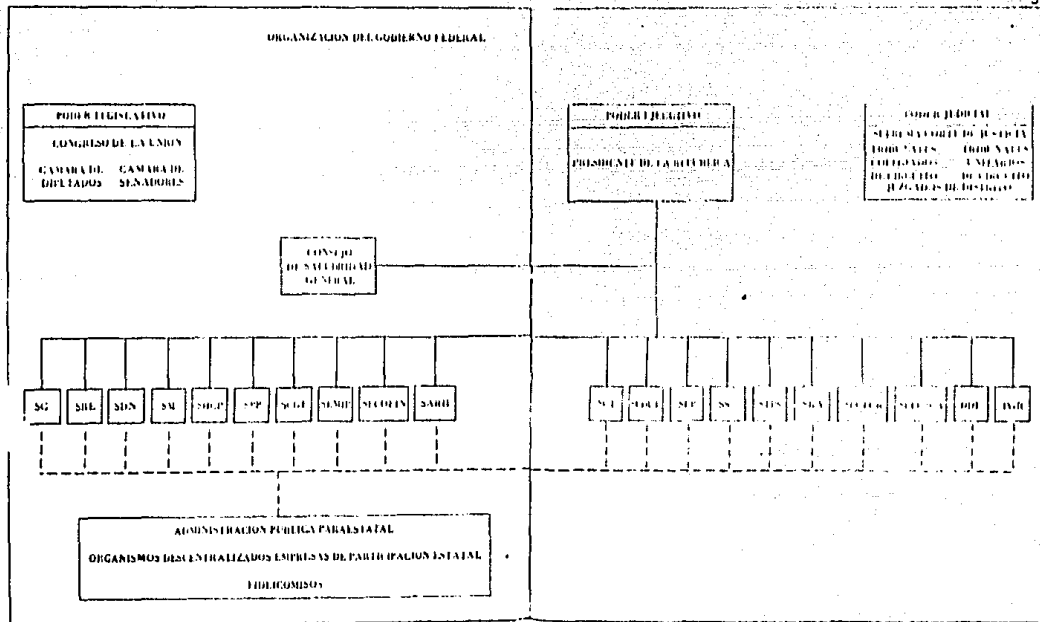 ORGANIZACION DEL GOBIERNO FEDERAL
PODER LEGISLATIVO
CONGRESO DE LA UNION
CAMARA DE CAMARA DE
DIPUTADOS SENADORES
PODER EJECUTIVO
PRESIDENTE DE LA REPUBLICA
PODER JUDICIAL
SUPREMA CORTE DE JUSTICIA
TRIBUNALES TRIBUNALES
COLEGIADOS UNITARIOS
DE CIRCUITO DE CIRCUITO
JUZGADOS DE DISTRITO
CONSEJO
DE SALUBRIDAD
GENERAL
SG SRE SDN SM SHCP SPP SCGF SEMIP SECOFIN SARH SCT SEDUE SEP SS STPS SRA DDF
ADMINISTRACION PUBLICA PARAESTATAL
ORGANISMOS DESCENTRALIZADOS EMPRESAS DE PARTICIPACION ESTATAL
FIDEICOMISOS